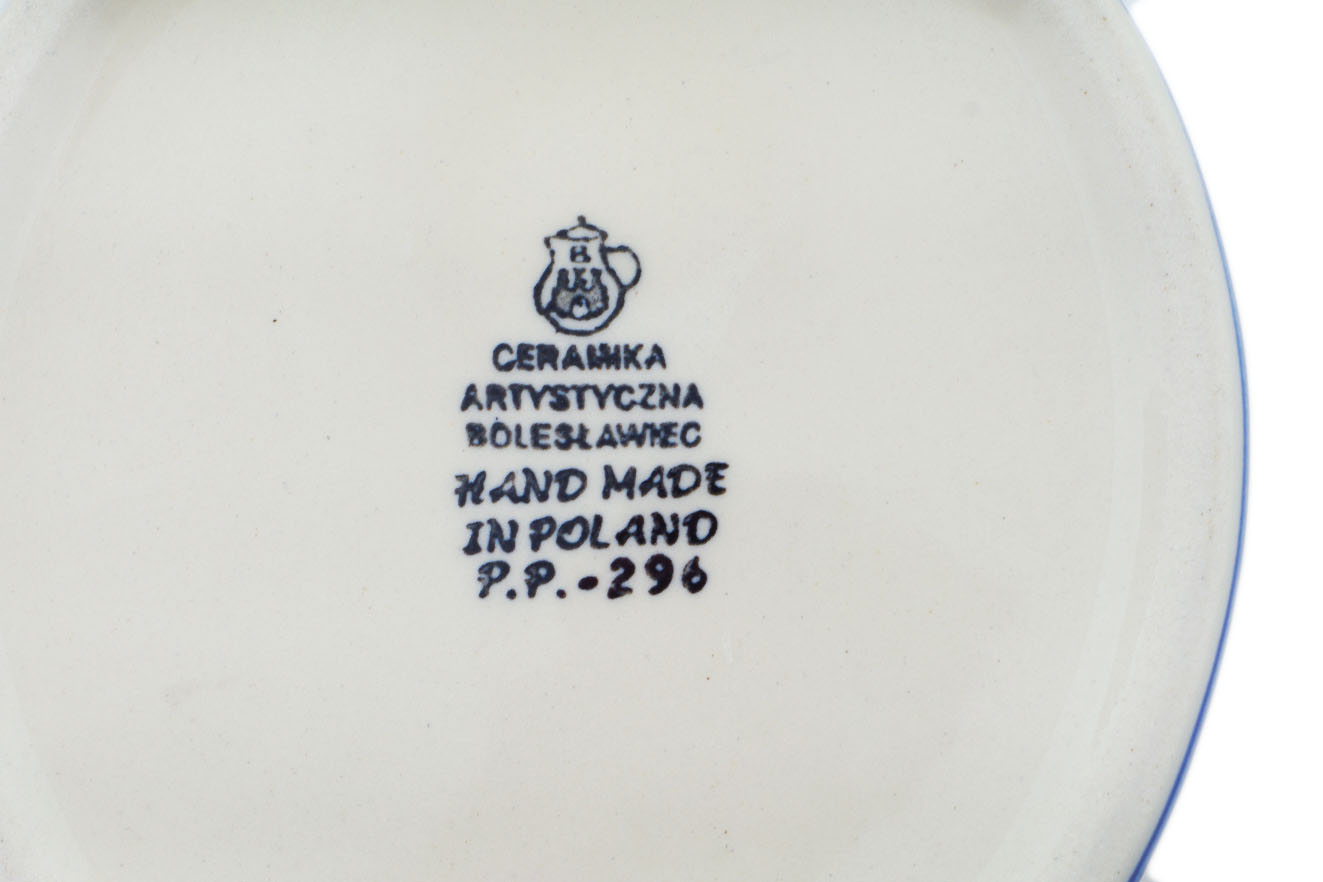 B
CERAMIKA
ARTYSTYCZNA
BOLESŁAWIEC
HAND MADE
IN POLAND
P.P.-296